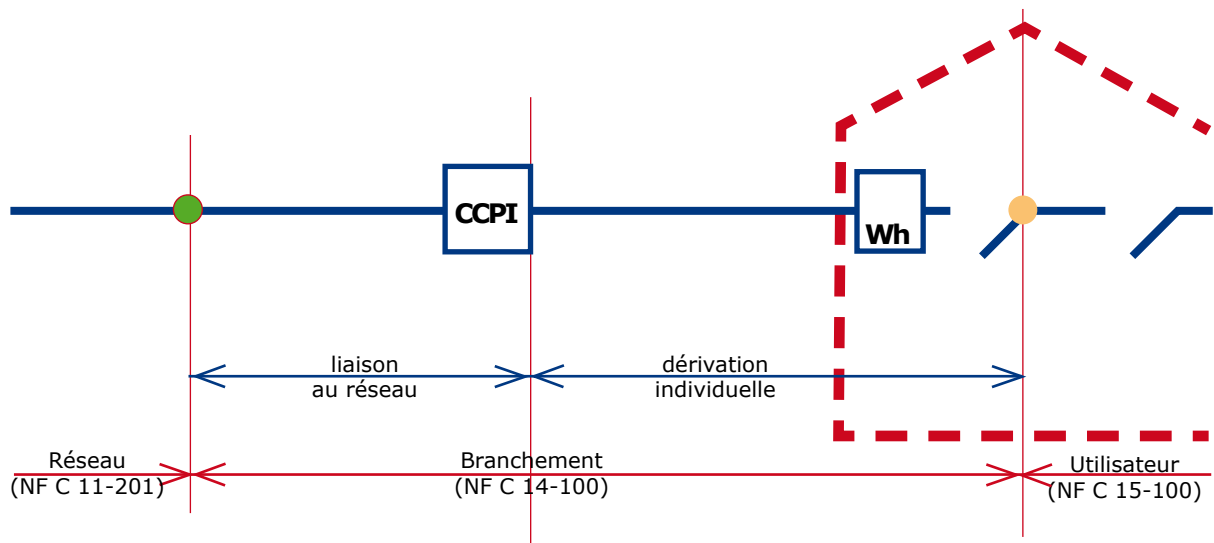 CCPI
Wh
liaison
au réseau
dérivation
individuelle
Réseau
(NF C 11-201)
Branchement
(NF C 14-100)
Utilisateur
(NF C 15-100)